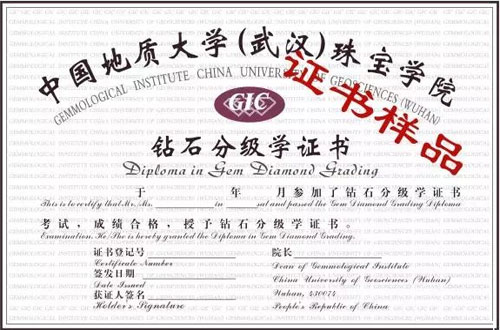 中国地质大学(武汉)珠宝学院
GEMMOLOGICAL INSTITUTE CHINA UNIVERSITY OF GEOSCIENCES (WUHAN)
GIC
证书样品
钻石分级学证书
Diploma in Gem Diamond Grading
于 年 月参加了钻石分级学证书
This is to certify that Mr. Ms. in sat and passed the Gem Diamond Grading Diploma
考试，成绩合格，授予钻石分级学证书。
Examination. He/She is hereby granted the Diploma in Gem Diamond Grading.
证书登记号 院长
Certificate Number Dean of Gemmological Institute
签发日期 China University of Geosciences (Wuhan)
Date Issued Wuhan, 430074
获证人签名 People's Republic of China
Holder's Signature